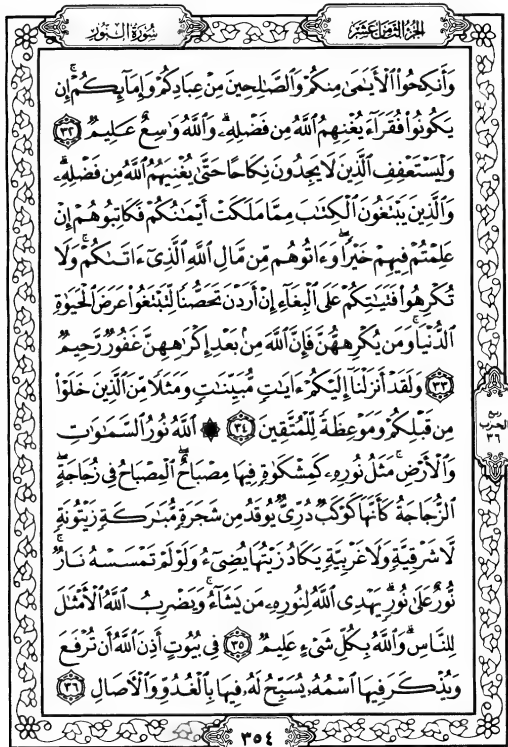 الجزء الثامن عشر
سورة النور
وَأَنكِحُوا۟ ٱلْأَيَـٰمَىٰ مِنكُمْ وَٱلصَّـٰلِحِينَ مِنْ عِبَادِكُمْ وَإِمَآئِكُمْ ۚ إِن
يَكُونُوا۟ فُقَرَآءَ يُغْنِهِمُ ٱللَّهُ مِن فَضْلِهِۦ ۗ وَٱللَّهُ وَٰسِعٌ عَلِيمٌ ٣٢
وَلْيَسْتَعْفِفِ ٱلَّذِينَ لَا يَجِدُونَ نِكَاحًا حَتَّىٰ يُغْنِيَهُمُ ٱللَّهُ مِن فَضْلِهِۦ ۗ
وَٱلَّذِينَ يَبْتَغُونَ ٱلْكِتَـٰبَ مِمَّا مَلَكَتْ أَيْمَـٰنُكُمْ فَكَاتِبُوهُمْ إِنْ
عَلِمْتُمْ فِيهِمْ خَيْرًا ۖ وَءَاتُوهُم مِّن مَّالِ ٱللَّهِ ٱلَّذِىٓ ءَاتَىٰكُمْ ۚ وَلَا
تُكْرِهُوا۟ فَتَيَـٰتِكُمْ عَلَى ٱلْبِغَآءِ إِنْ أَرَدْنَ تَحَصُّنًا لِّتَبْتَغُوا۟ عَرَضَ ٱلْحَيَوٰةِ
ٱلدُّنْيَا ۚ وَمَن يُكْرِههُّنَّ فَإِنَّ ٱللَّهَ مِنۢ بَعْدِ إِكْرَٰهِهِنَّ غَفُورٌ رَّحِيمٌ
٣٣ وَلَقَدْ أَنزَلْنَآ إِلَيْكُمْ ءَايَـٰتٍ مُّبَيِّنَـٰتٍ وَمَثَلًا مِّنَ ٱلَّذِينَ خَلَوْا۟
مِن قَبْلِكُمْ وَمَوْعِظَةً لِّلْمُتَّقِينَ ٣٤ ۞ ٱللَّهُ نُورُ ٱلسَّمَـٰوَٰتِ
وَٱلْأَرْضِ ۚ مَثَلُ نُورِهِۦ كَمِشْكَوٰةٍ فِيهَا مِصْبَاحٌ ۖ ٱلْمِصْبَاحُ فِى زُجَاجَةٍ ۖ
ٱلزُّجَاجَةُ كَأَنَّهَا كَوْكَبٌ دُرِّىٌّ يُوقَدُ مِن شَجَرَةٍ مُّبَـٰرَكَةٍ زَيْتُونَةٍ
لَّا شَرْقِيَّةٍ وَلَا غَرْبِيَّةٍ يَكَادُ زَيْتُهَا يُضِىٓءُ وَلَوْ لَمْ تَمْسَسْهُ نَارٌ ۚ
نُّورٌ عَلَىٰ نُورٍ ۗ يَهْدِى ٱللَّهُ لِنُورِهِۦ مَن يَشَآءُ ۚ وَيَضْرِبُ ٱللَّهُ ٱلْأَمْثَـٰلَ
لِلنَّاسِ ۗ وَٱللَّهُ بِكُلِّ شَىْءٍ عَلِيمٌ ٣٥ فِى بُيُوتٍ أَذِنَ ٱللَّهُ أَن تُرْفَعَ
وَيُذْكَرَ فِيهَا ٱسْمُهُۥ يُسَبِّحُ لَهُۥ فِيهَا بِٱلْغُدُوِّ وَٱلْـَٔاصَالِ ٣٦
ربع
الحزب
٣٦
٣٥٤